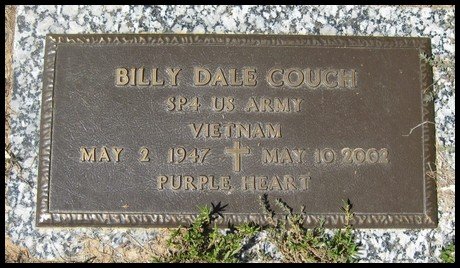 BILLY DALE COUCH
SP4 US ARMY
VIETNAM
MAY 2 1947 MAY 10 2002
PURPLE HEART